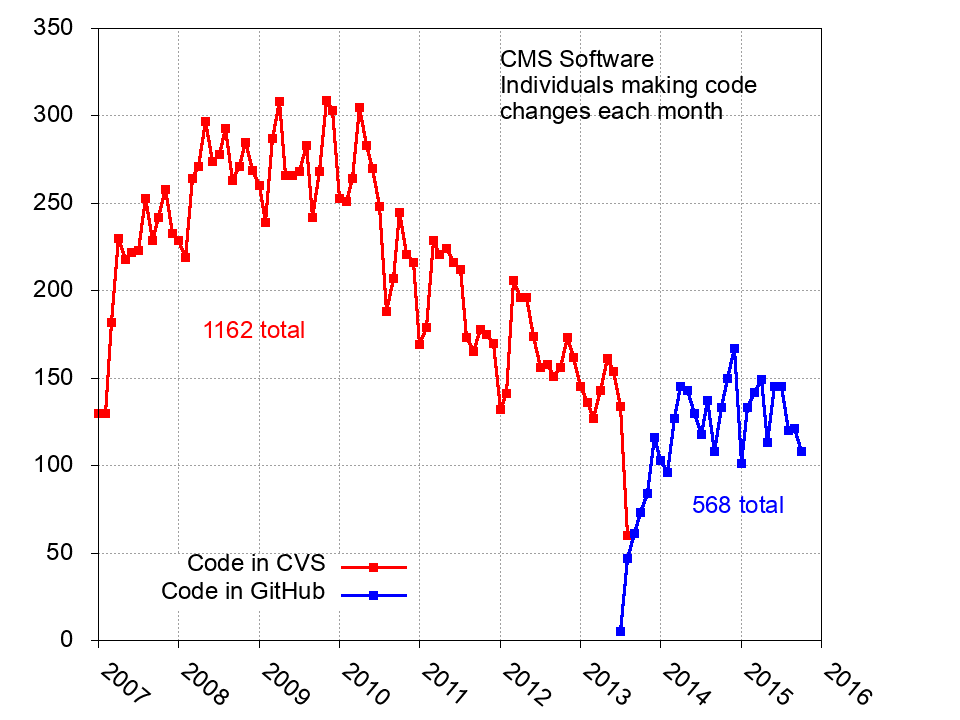 350
300
250
200
150
100
50
0
CMS Software
Individuals making code
changes each month
1162 total
568 total
Code in CVS
Code in GitHub
2007
2008
2009
2010
2011
2012
2013
2014
2015
2016